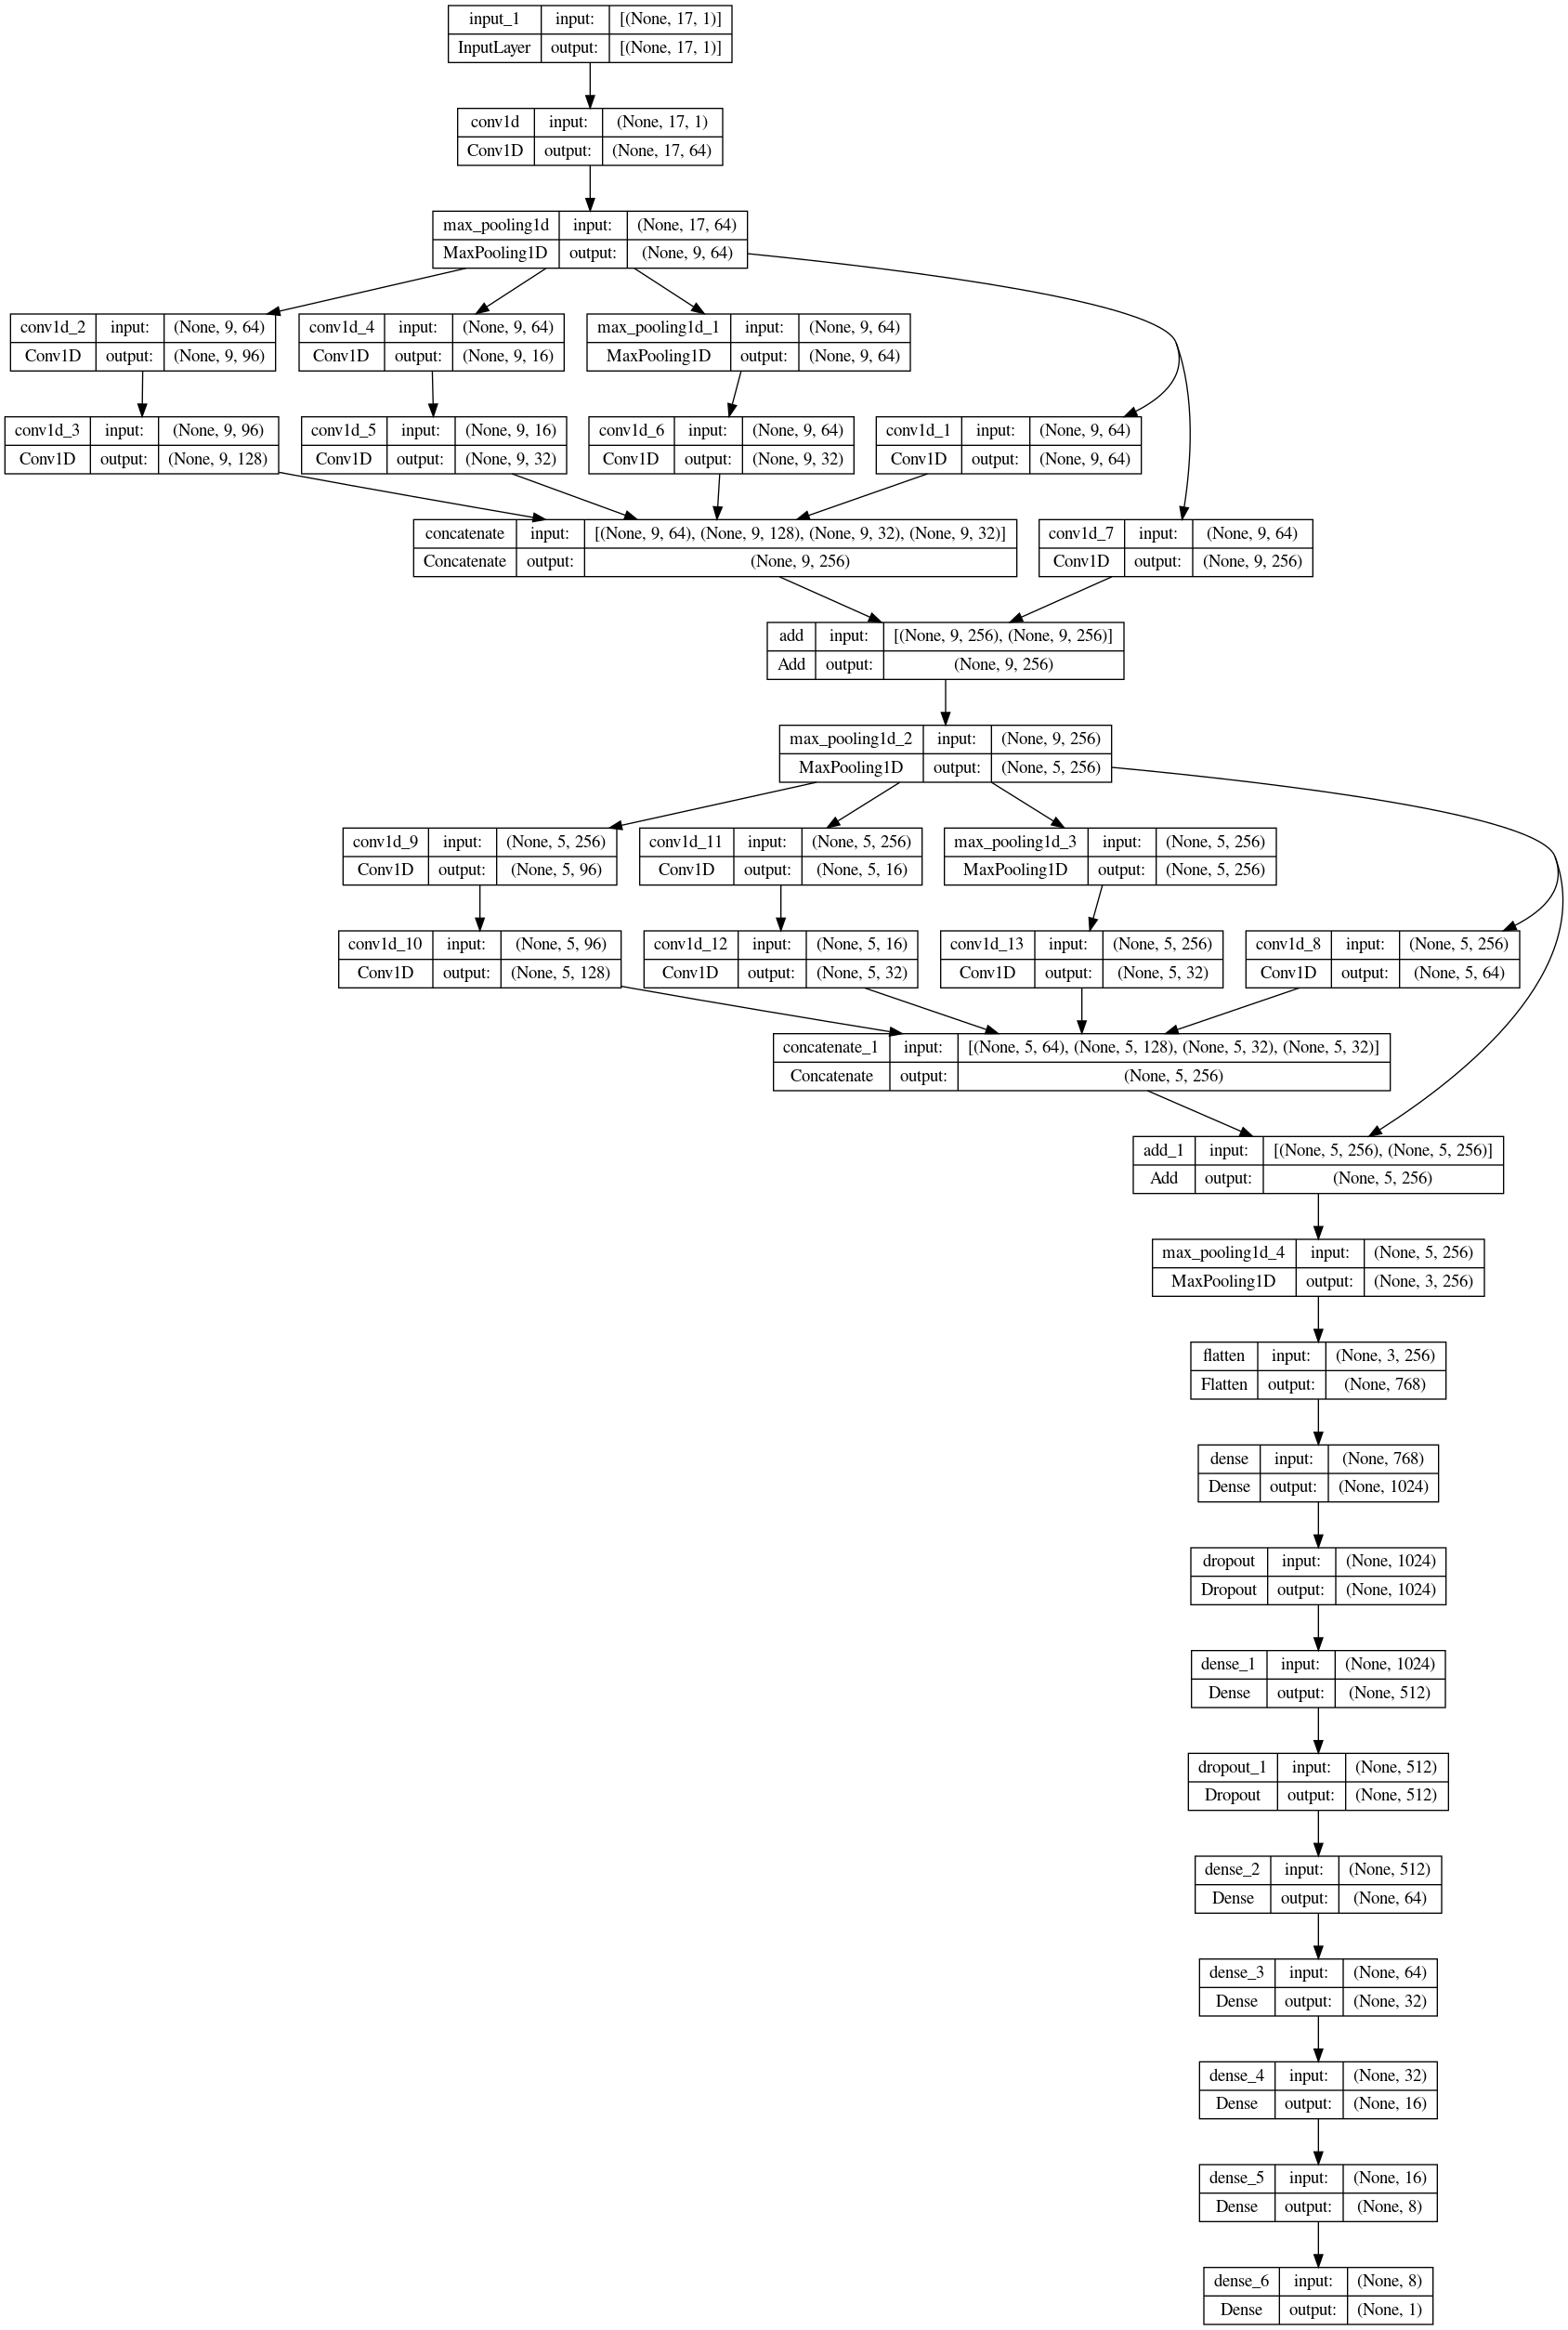 input_1 input: [(None, 17, 1)]
InputLayer output: [(None, 17, 1)]
conv1d input: (None, 17, 1)
Conv1D output: (None, 17, 64)
max_pooling1d input: (None, 17, 64)
MaxPooling1D output: (None, 9, 64)
conv1d_2 input: (None, 9, 64)
Conv1D output: (None, 9, 96)
conv1d_4 input: (None, 9, 64)
Conv1D output: (None, 9, 16)
max_pooling1d_1 input: (None, 9, 64)
MaxPooling1D output: (None, 9, 64)
conv1d_3 input: (None, 9, 96)
Conv1D output: (None, 9, 128)
conv1d_5 input: (None, 9, 16)
Conv1D output: (None, 9, 32)
conv1d_6 input: (None, 9, 64)
Conv1D output: (None, 9, 32)
conv1d_1 input: (None, 9, 64)
Conv1D output: (None, 9, 64)
concatenate input: [(None, 9, 64), (None, 9, 128), (None, 9, 32), (None, 9, 32)]
Concatenate output: (None, 9, 256)
conv1d_7 input: (None, 9, 64)
Conv1D output: (None, 9, 256)
add input: [(None, 9, 256), (None, 9, 256)]
Add output: (None, 9, 256)
max_pooling1d_2 input: (None, 9, 256)
MaxPooling1D output: (None, 5, 256)
conv1d_9 input: (None, 5, 256)
Conv1D output: (None, 5, 96)
conv1d_11 input: (None, 5, 256)
Conv1D output: (None, 5, 16)
max_pooling1d_3 input: (None, 5, 256)
MaxPooling1D output: (None, 5, 256)
conv1d_10 input: (None, 5, 96)
Conv1D output: (None, 5, 128)
conv1d_12 input: (None, 5, 16)
Conv1D output: (None, 5, 32)
conv1d_13 input: (None, 5, 256)
Conv1D output: (None, 5, 32)
conv1d_8 input: (None, 5, 256)
Conv1D output: (None, 5, 64)
concatenate_1 input: [(None, 5, 64), (None, 5, 128), (None, 5, 32), (None, 5, 32)]
Concatenate output: (None, 5, 256)
add_1 input: [(None, 5, 256), (None, 5, 256)]
Add output: (None, 5, 256)
max_pooling1d_4 input: (None, 5, 256)
MaxPooling1D output: (None, 3, 256)
flatten input: (None, 3, 256)
Flatten output: (None, 768)
dense input: (None, 768)
Dense output: (None, 1024)
dropout input: (None, 1024)
Dropout output: (None, 1024)
dense_1 input: (None, 1024)
Dense output: (None, 512)
dropout_1 input: (None, 512)
Dropout output: (None, 512)
dense_2 input: (None, 512)
Dense output: (None, 64)
dense_3 input: (None, 64)
Dense output: (None, 32)
dense_4 input: (None, 32)
Dense output: (None, 16)
dense_5 input: (None, 16)
Dense output: (None, 8)
dense_6 input: (None, 8)
Dense output: (None, 1)